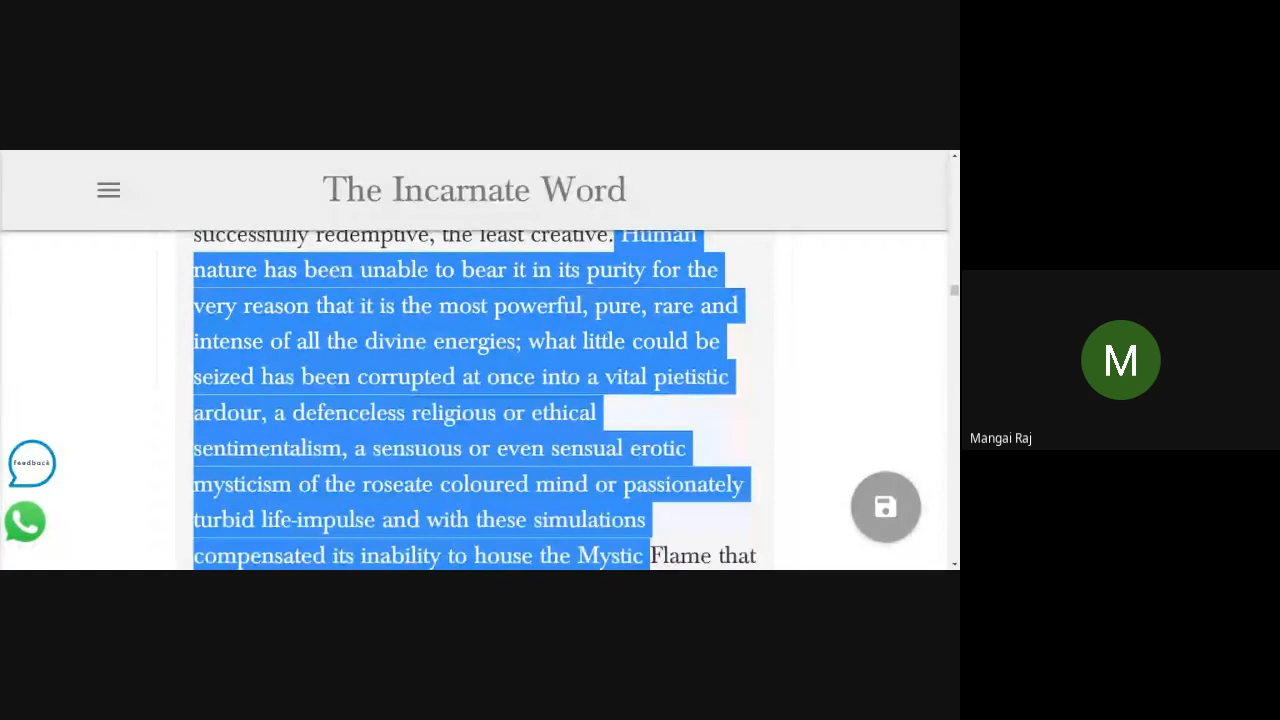 The Incarnate Word
successfully redemptive, the least creative. Human
nature has been unable to bear it in its purity for the
very reason that it is the most powerful, pure, rare and
intense of all the divine energies; what little could be
seized has been corrupted at once into a vital pietistic
ardour, a defenceless religious or ethical
sentimentalism, a sensuous or even sensual erotic
mysticism of the roseate coloured mind or passionately
turbid life-impulse and with these simulations
compensated its inability to house the Mystic Flame that
feedback
M
Mangai Raj